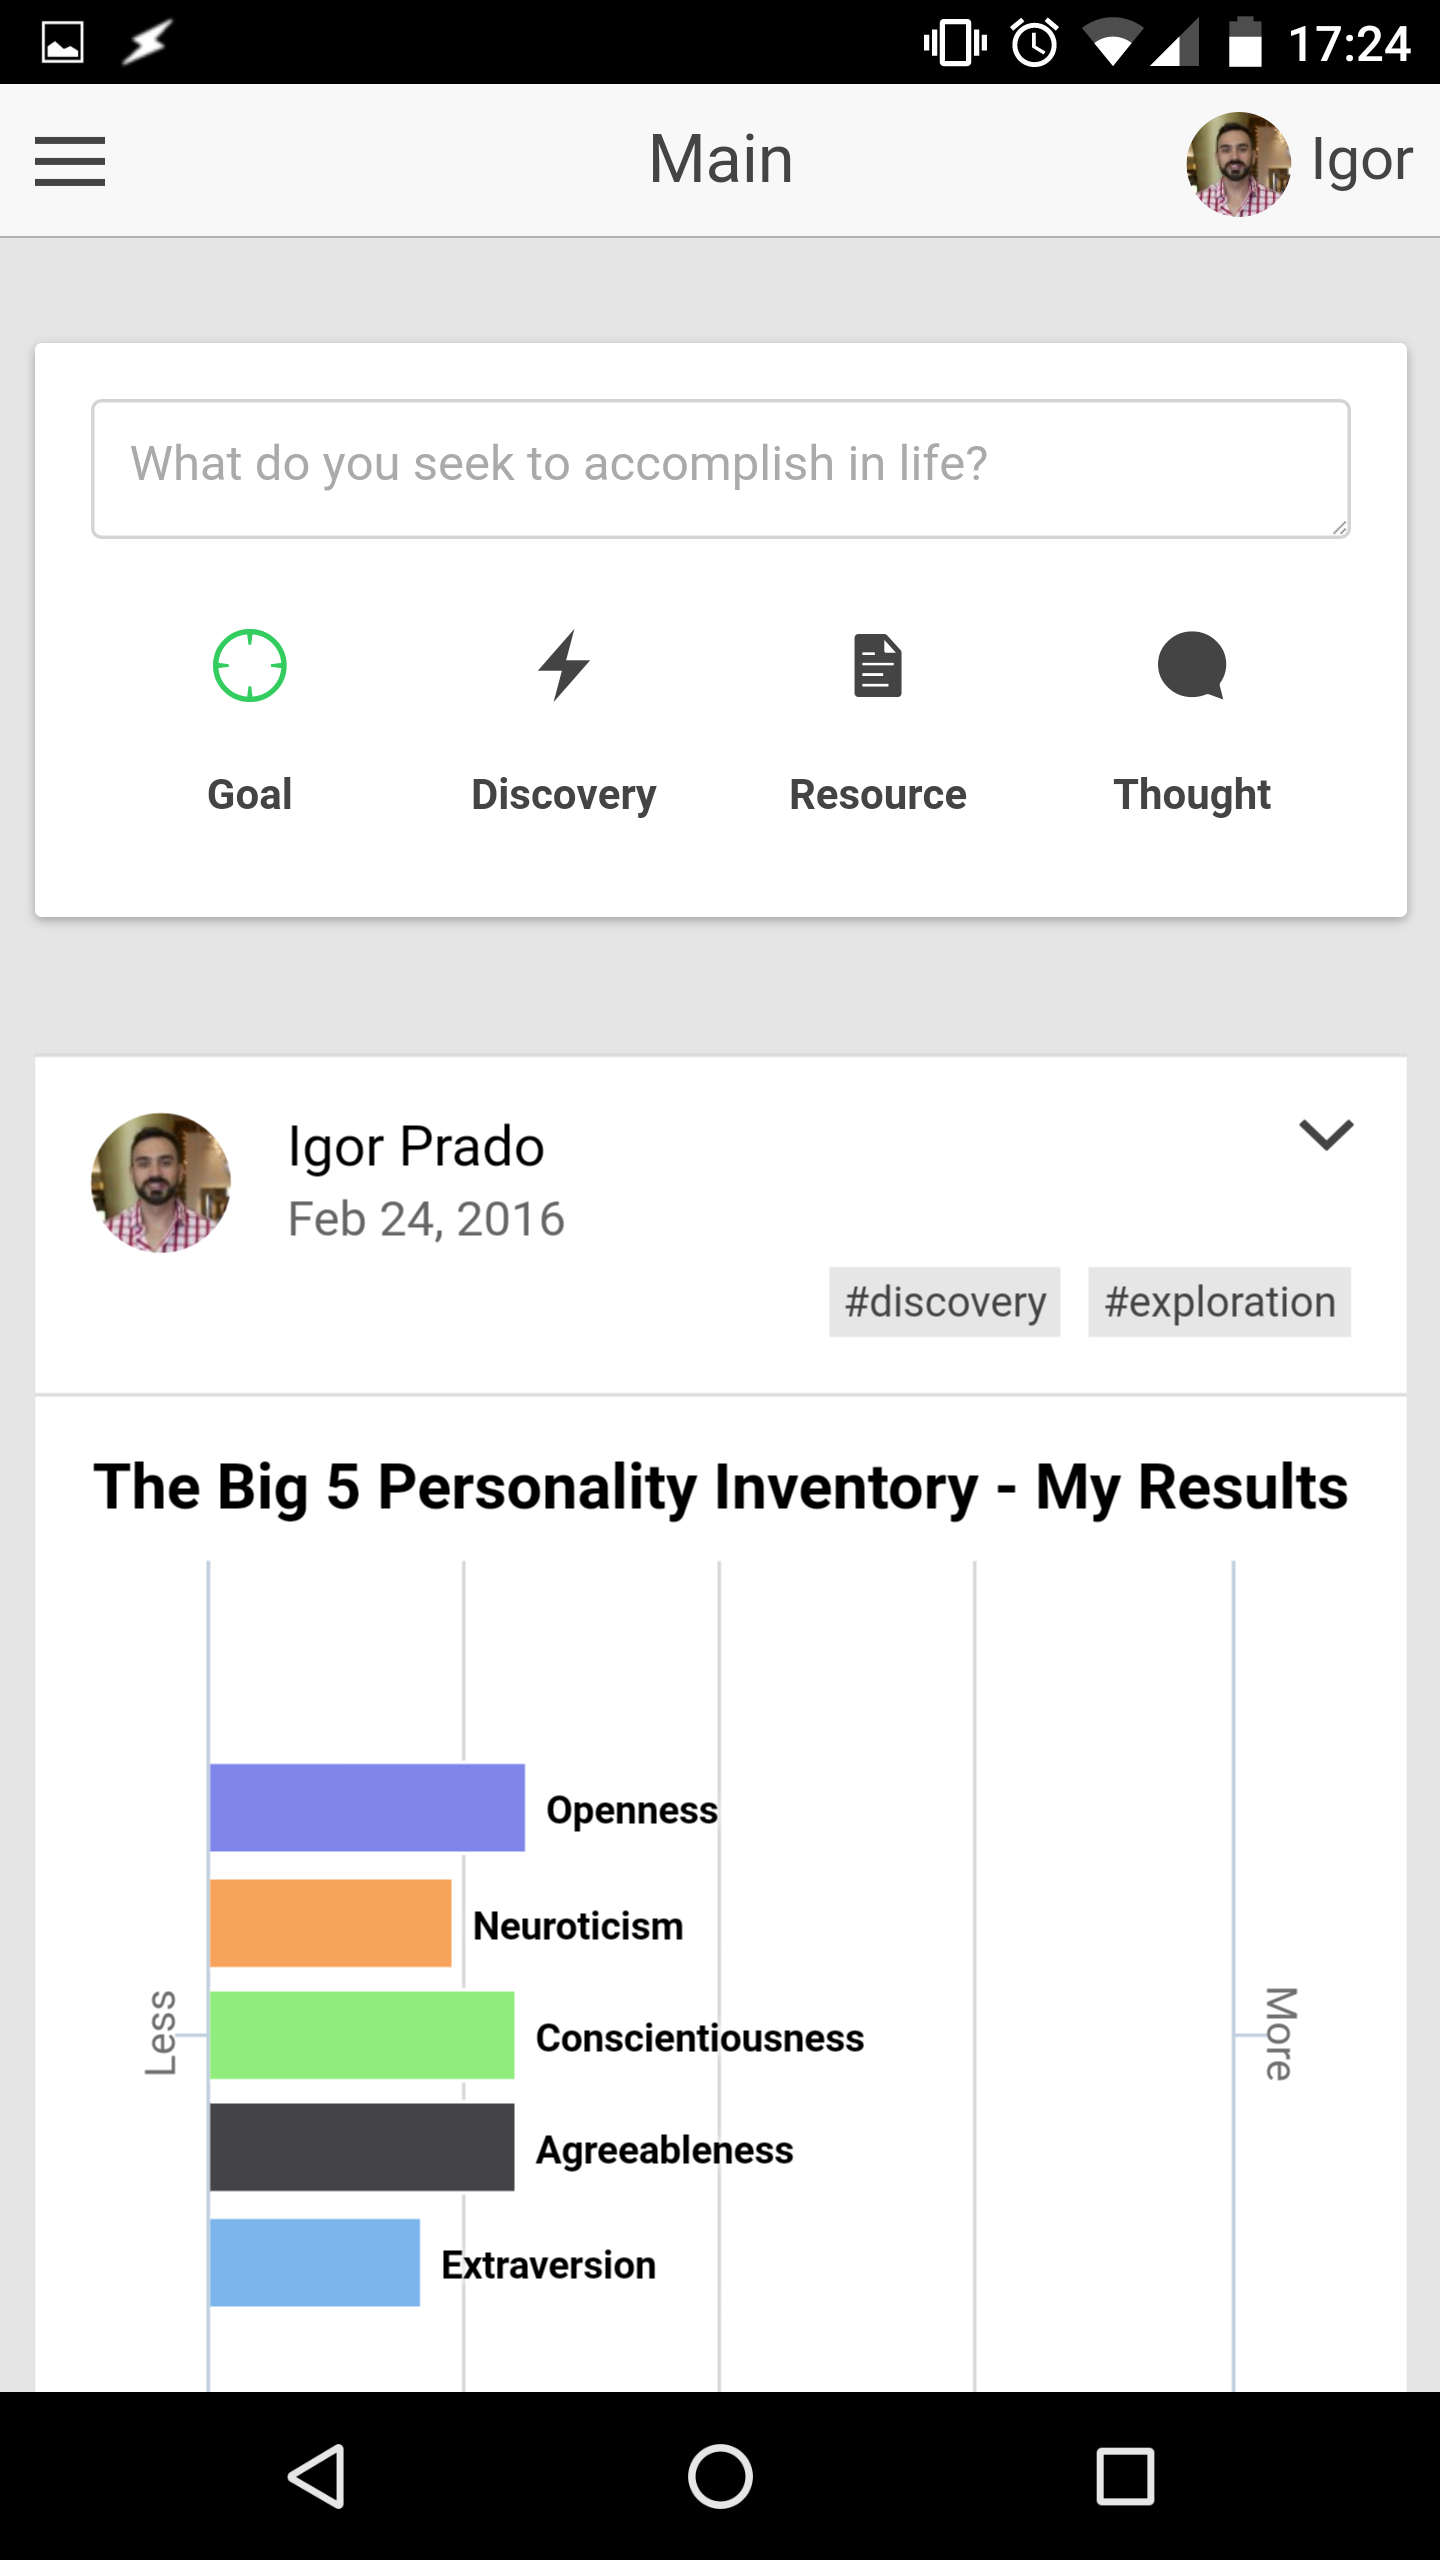 17:24
Main
Igor
What do you seek to accomplish in life?
Goal Discovery Resource Thought
Igor Prado
Feb 24, 2016
#discovery #exploration
The Big 5 Personality Inventory - My Results
Openness
Neuroticism
Less
Conscientiousness
More
Agreeableness
Extraversion